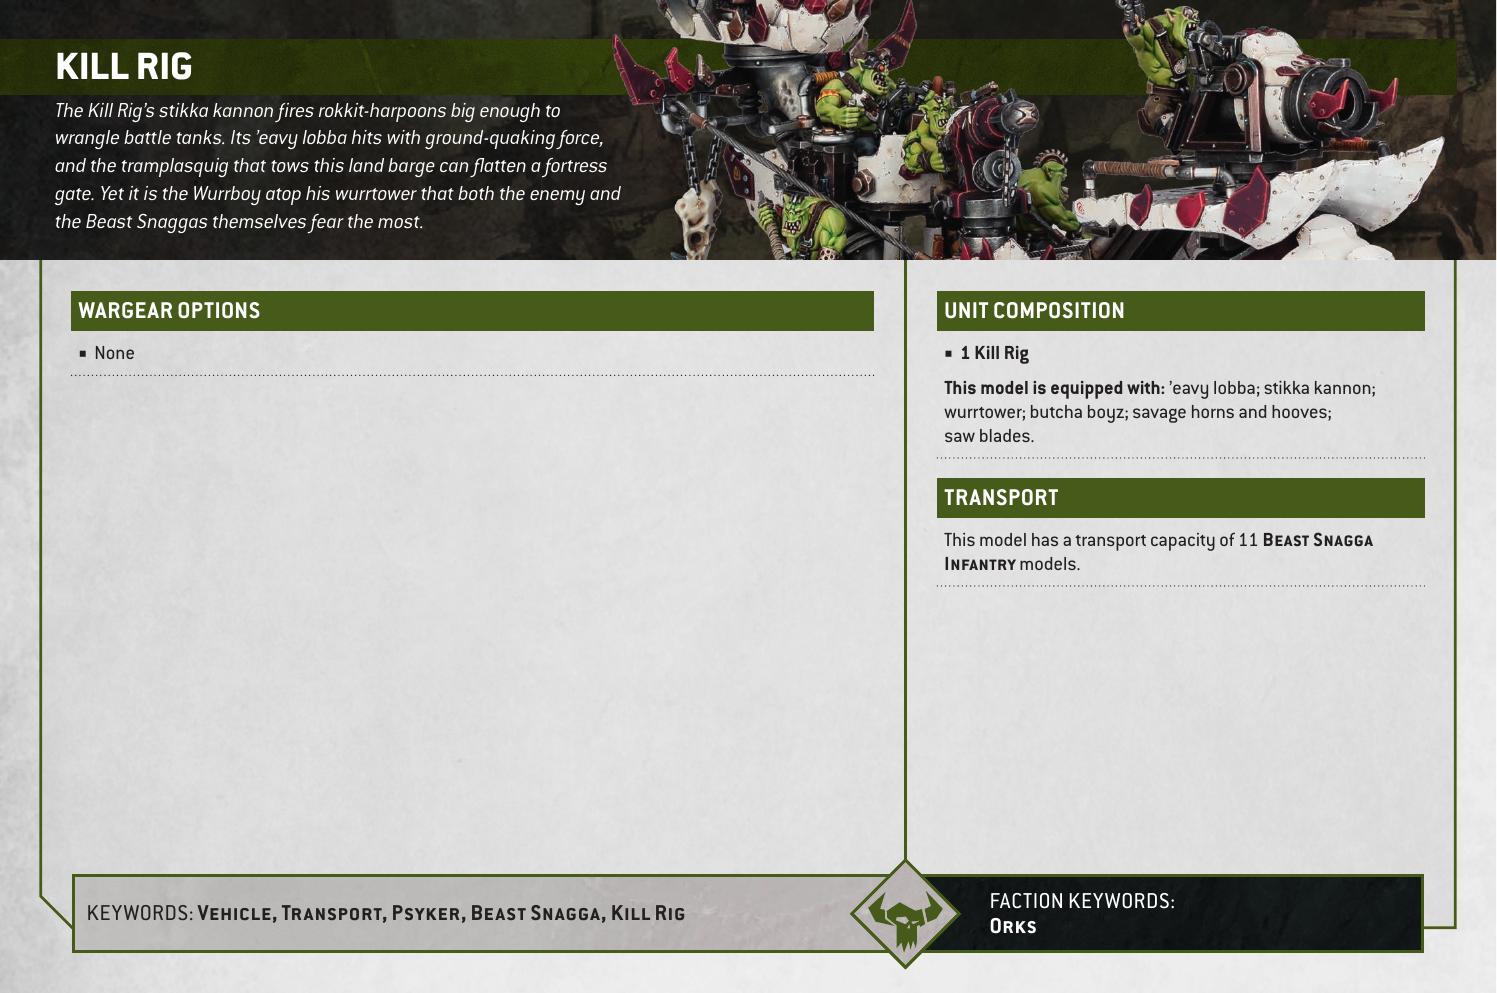 KILL RIG
The Kill Rig’s stikka kannon fires rokkit-harpoons big enough to
wrangle battle tanks. Its ’eavy lobba hits with ground-quaking force,
and the tramplasquig that tows this land barge can flatten a fortress
gate. Yet it is the Wurrboy atop his wurrtower that both the enemy and
the Beast Snaggas themselves fear the most.
WARGEAR OPTIONS
▪ None
UNIT COMPOSITION
▪ 1 Kill Rig
This model is equipped with: ’eavy lobba; stikka kannon;
wurrtower; butcha boyz; savage horns and hooves;
saw blades.
TRANSPORT
This model has a transport capacity of 11 Beast Snagga
Infantry models.
KEYWORDS: Vehicle, Transport, Psyker, Beast Snagga, Kill Rig
FACTION KEYWORDS:
Orks